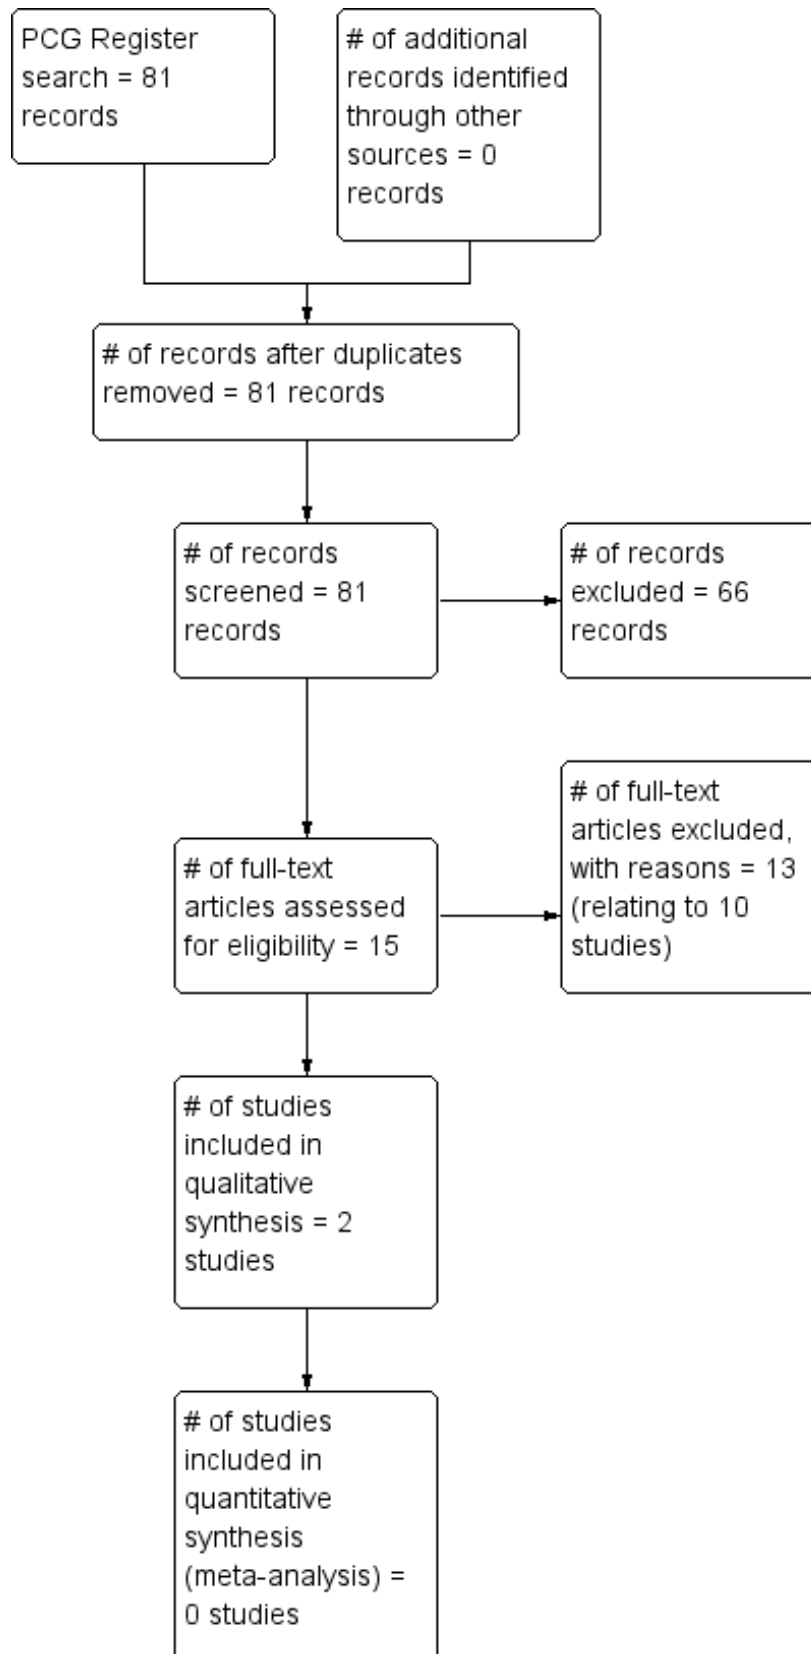 PCG Register
search = 81
records
# of additional
records identified
through other
sources = 0
records
# of records after duplicates
removed = 81 records
# of records
screened = 81
records
# of records
excluded = 66
records
# of full-text
articles assessed
for eligibility = 15
# of full-text
articles excluded,
with reasons = 13
(relating to 10
studies)
# of studies
included in
qualitative
synthesis = 2
studies
# of studies
included in
quantitative
synthesis
(meta-analysis) =
0 studies